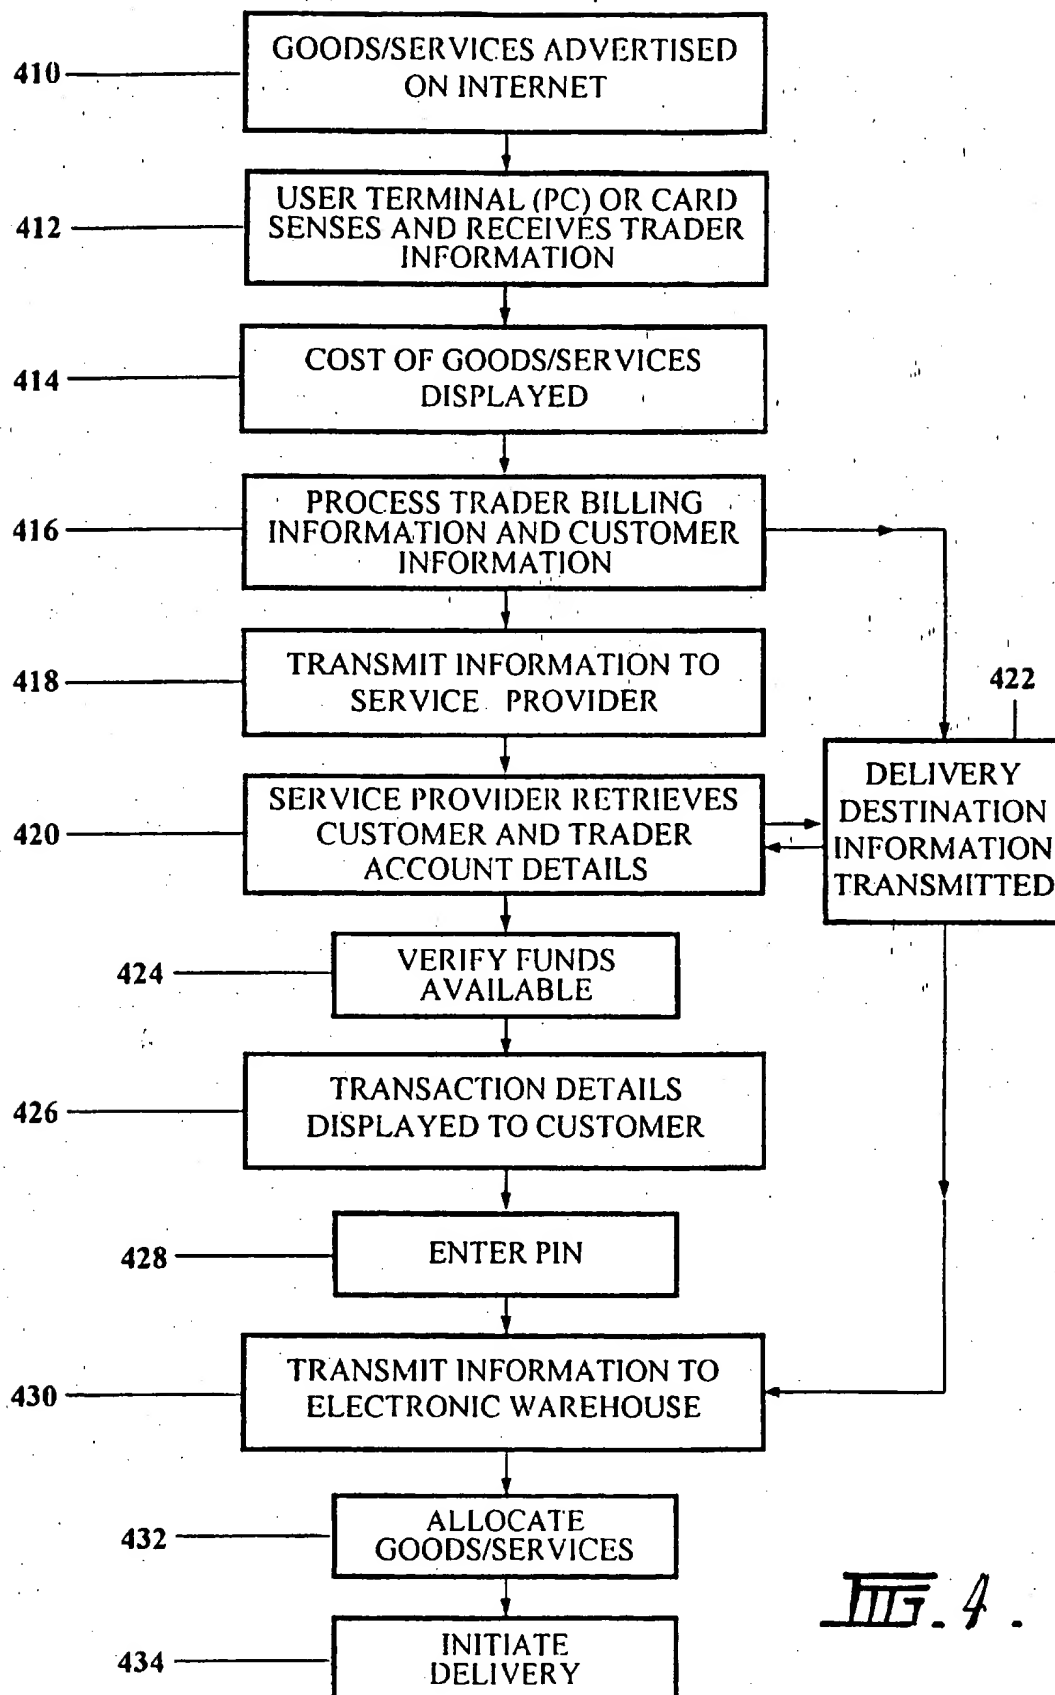 410
GOODS/SERVICES ADVERTISED
ON INTERNET
412
USER TERMINAL (PC) OR CARD
SENSES AND RECEIVES TRADER
INFORMATION
414
COST OF GOODS/SERVICES
DISPLAYED
416
PROCESS TRADER BILLING
INFORMATION AND CUSTOMER
INFORMATION
418
TRANSMIT INFORMATION TO
SERVICE PROVIDER
422
DELIVERY
DESTINATION
INFORMATION
TRANSMITTED
420
SERVICE PROVIDER RETRIEVES
CUSTOMER AND TRADER
ACCOUNT DETAILS
424
VERIFY FUNDS
AVAILABLE
426
TRANSACTION DETAILS
DISPLAYED TO CUSTOMER
428
ENTER PIN
430
TRANSMIT INFORMATION TO
ELECTRONIC WAREHOUSE
432
ALLOCATE
GOODS/SERVICES
434
INITIATE
DELIVERY
FIG. 4.